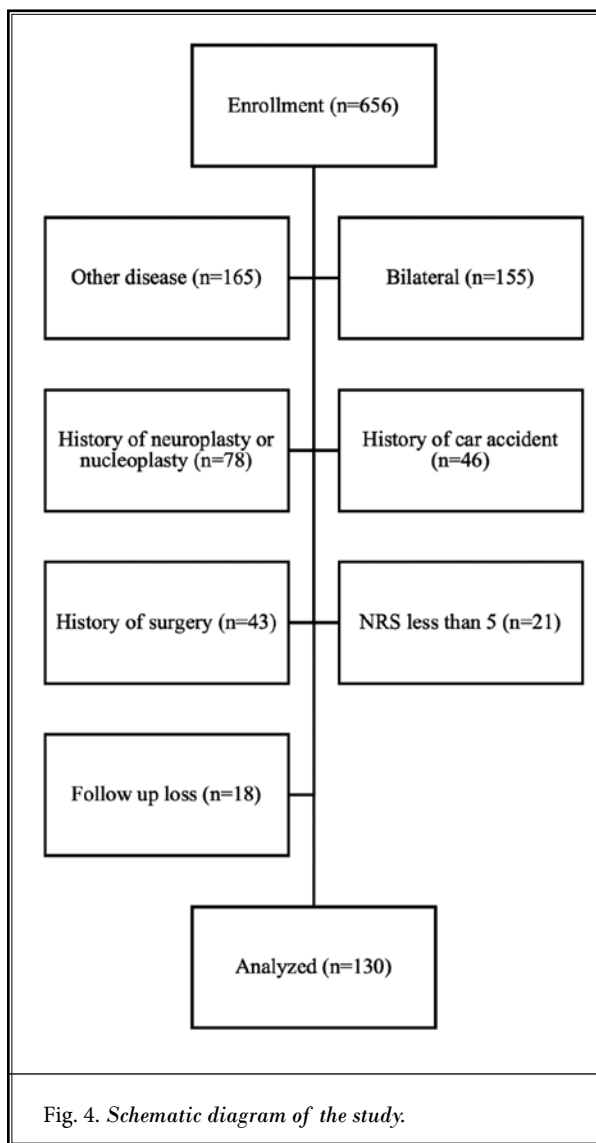 Enrollment (n=656)
Other disease (n=165)
Bilateral (n=155)
History of neuroplasty or
nucleoplasty (n=78)
History of car accident
(n=46)
History of surgery (n=43)
NRS less than 5 (n=21)
Follow up loss (n=18)
Analyzed (n=130)
Fig. 4. Schematic diagram of the study.